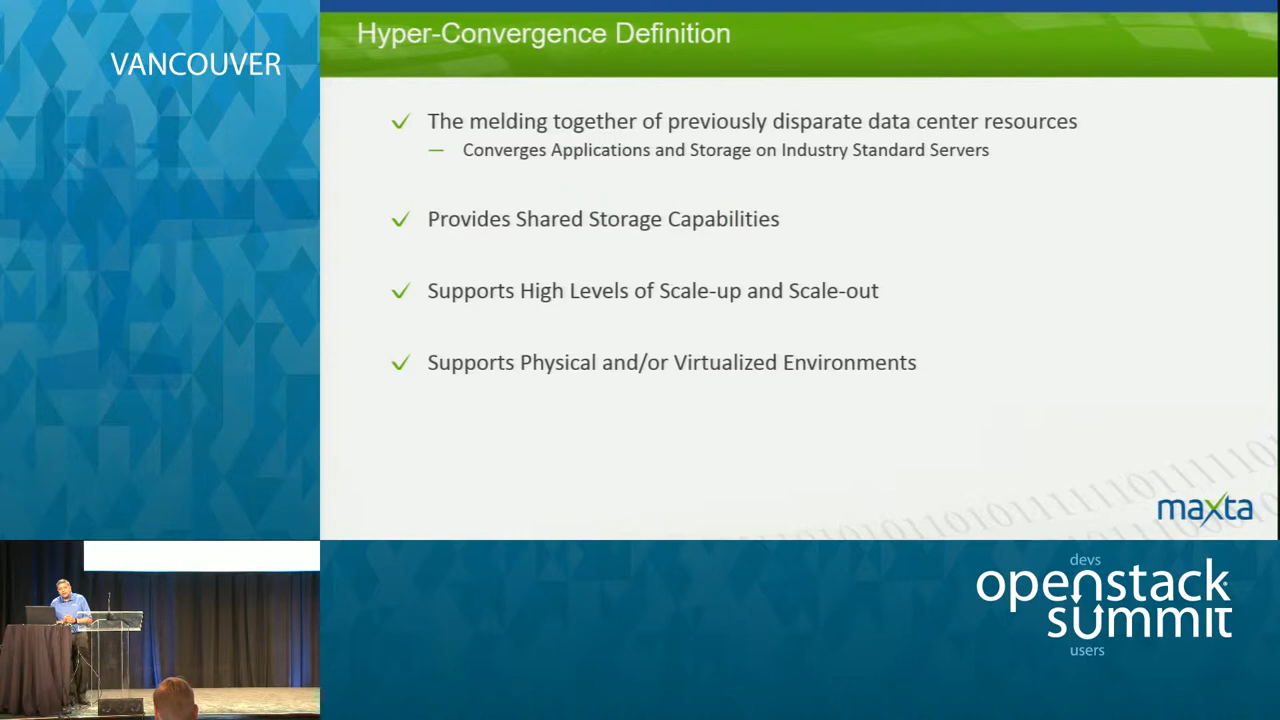 VANCOUVER
Hyper-Convergence Definition
The melding together of previously disparate data center resources
— Converges Applications and Storage on Industry Standard Servers
Provides Shared Storage Capabilities
Supports High Levels of Scale-up and Scale-out
Supports Physical and/or Virtualized Environments
maxta
devs
openstack
summit
users